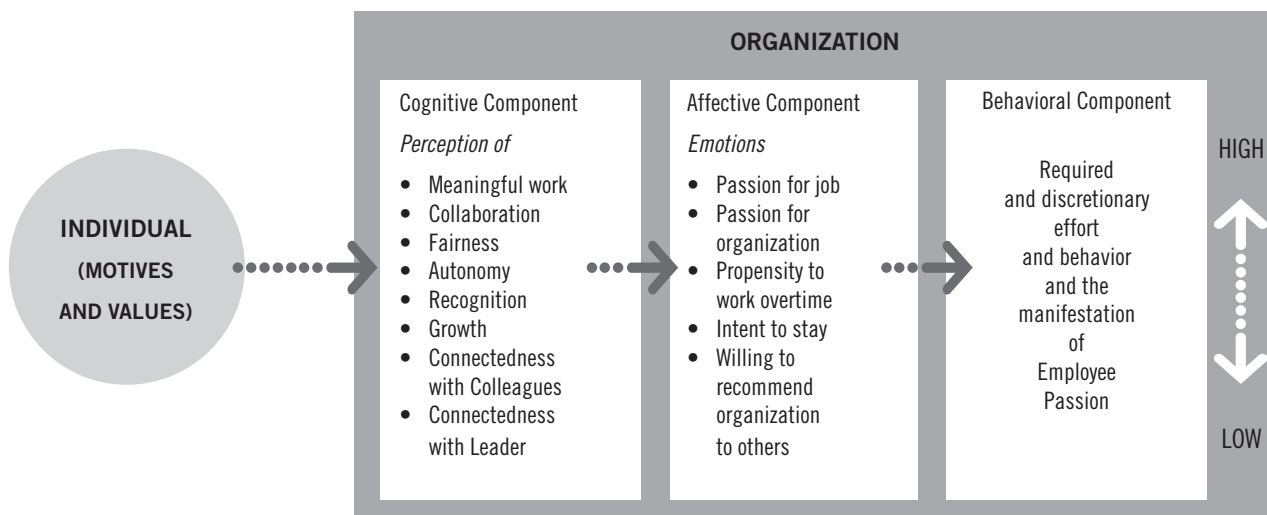 ORGANIZATION
INDIVIDUAL
(MOTIVES
AND VALUES)
Cognitive Component
Perception of
• Meaningful work
• Collaboration
• Fairness
• Autonomy
• Recognition
• Growth
• Connectedness
with Colleagues
• Connectedness
with Leader
Affective Component
Emotions
• Passion for job
• Passion for
organization
• Propensity to
work overtime
• Intent to stay
• Willing to
recommend
organization
to others
Behavioral Component
Required
and discretionary
effort
and behavior
and the
manifestation
of
Employee
Passion
HIGH
LOW